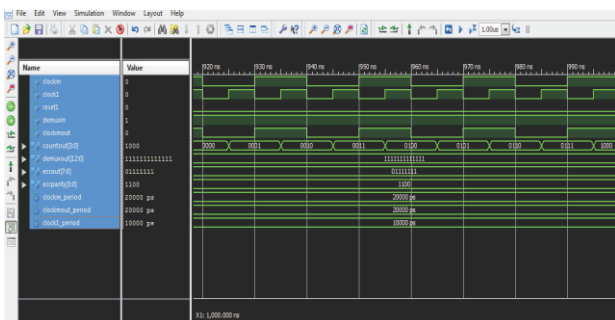 File Edit View Simulation Window Layout Help
1.00us
Name Value
920 ns 930 ns 940 ns 950 ns 960 ns 970 ns 980 ns 990 ns
clockm 0
clock1 0
reset1 0
demuxin 1
clockmout 0
countout[3:0] 1000 0000 0001 0010 0011 0100 0101 0110 0111 1000
demuxout[12:0] 1111111111111 1111111111111
eccout[7:0] 01111111 01111111
eccparity[3:0] 1100 1100
clockm_period 20000 ps 20000 ps
clockmout_period 20000 ps 20000 ps
clock1_period 10000 ps 10000 ps
X1: 1,000.000 ns